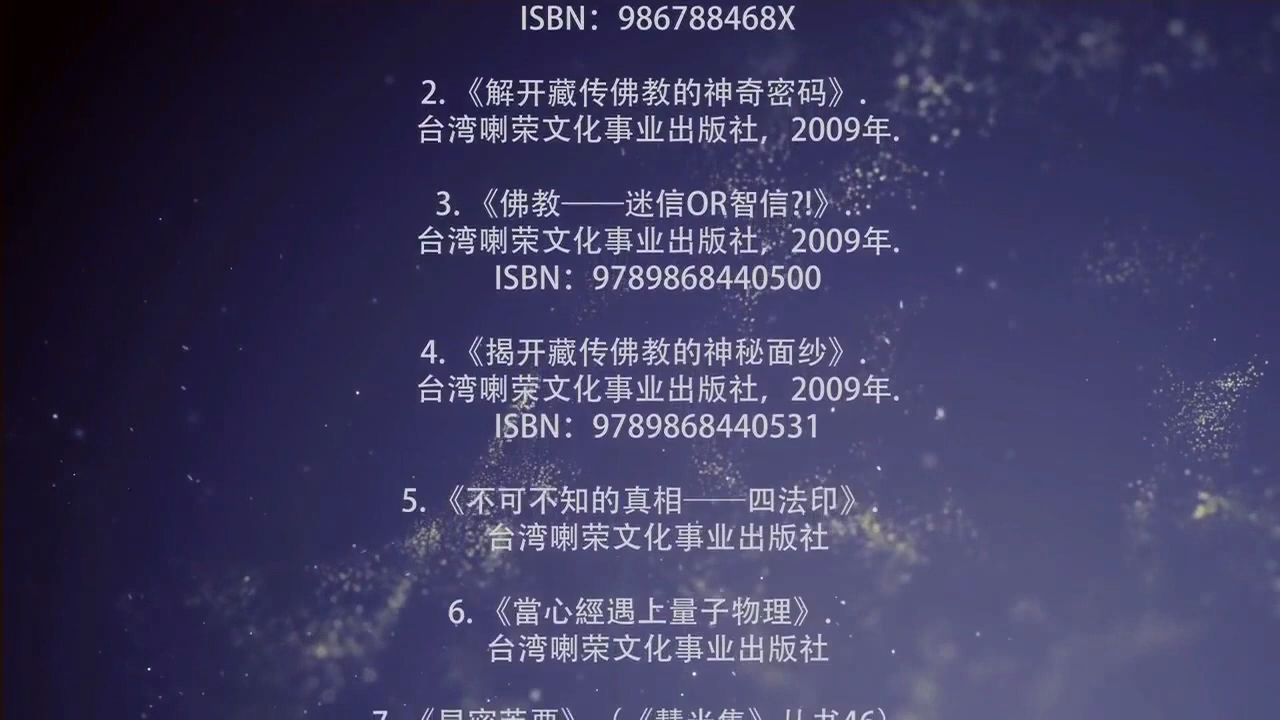 ISBN：986788468X
2. 《解开藏传佛教的神奇密码》.
台湾喇荣文化事业出版社，2009年.
3. 《佛教——迷信OR智信?!》.
台湾喇荣文化事业出版社，2009年.
ISBN：9789868440500
4. 《揭开藏传佛教的神秘面纱》.
台湾喇荣文化事业出版社，2009年.
ISBN：9789868440531
5. 《不可不知的真相——四法印》.
台湾喇荣文化事业出版社
6. 《當心經遇上量子物理》.
台湾喇荣文化事业出版社